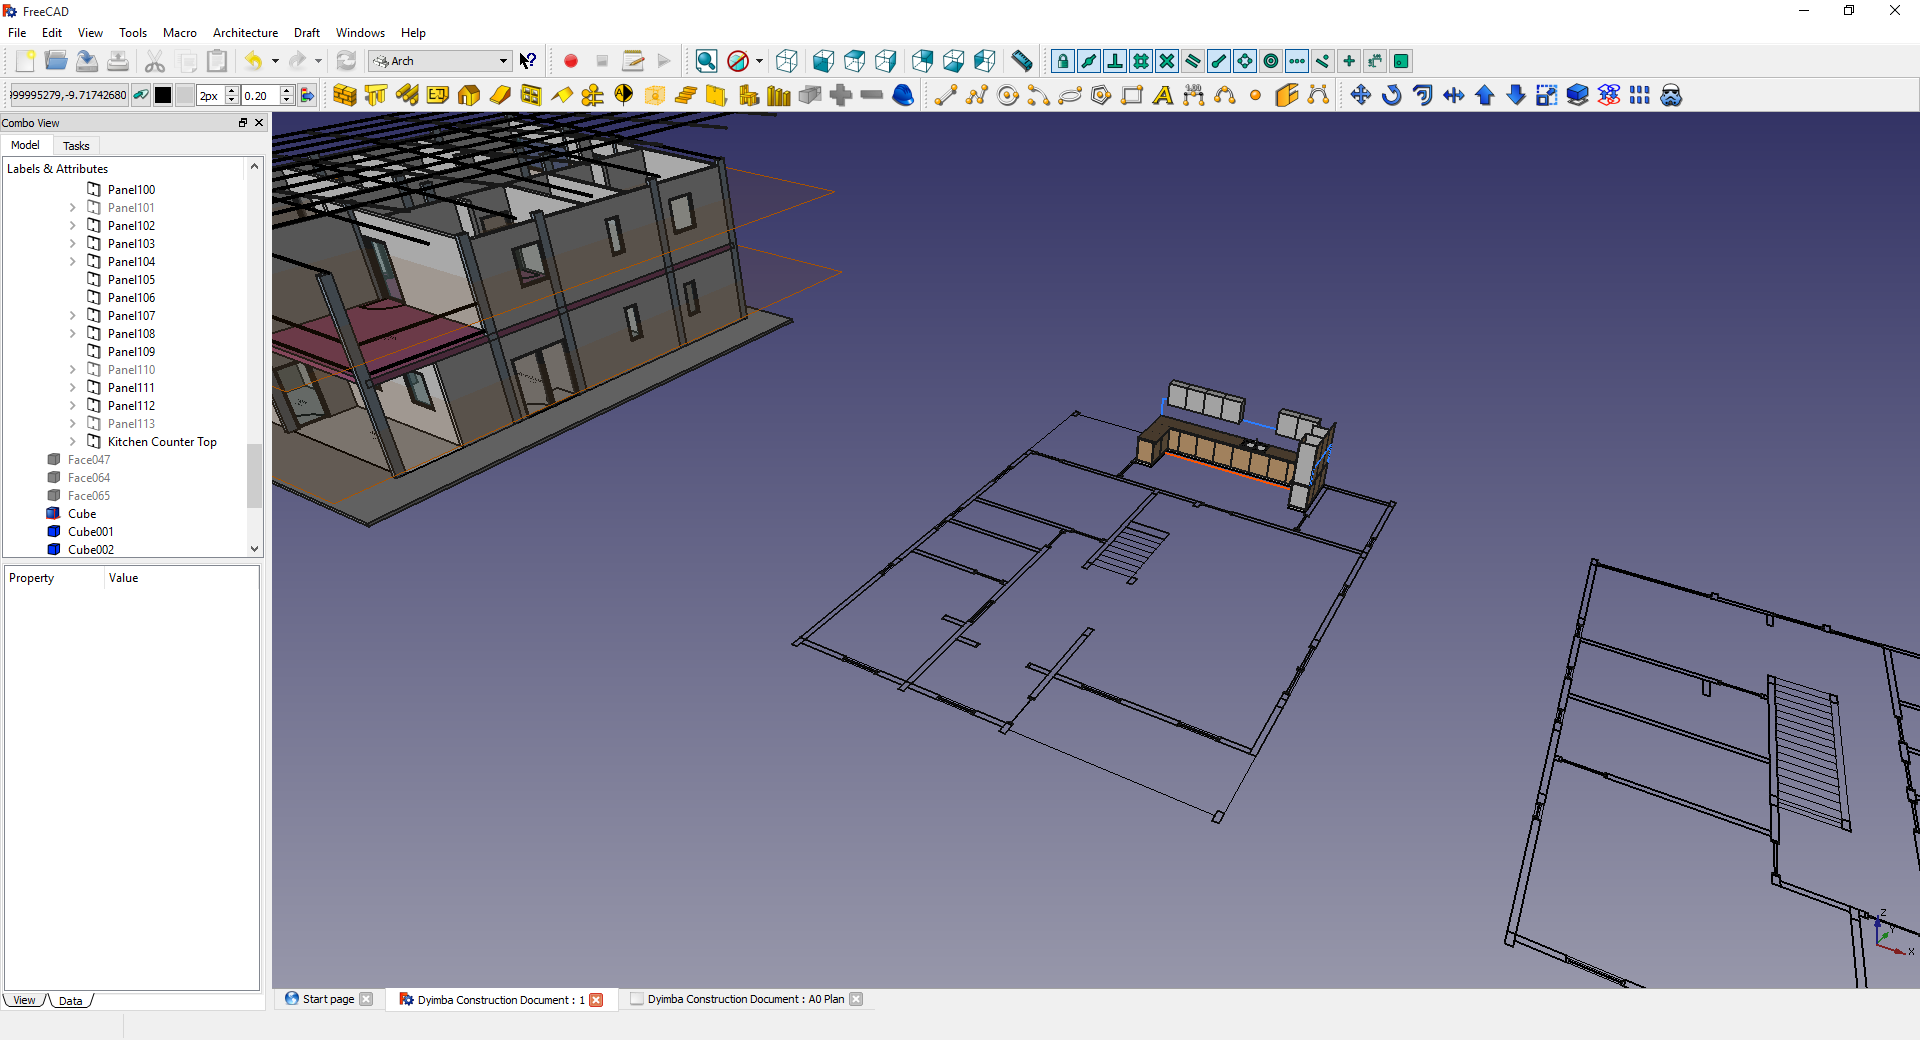 FreeCAD
File Edit View Tools Macro Architecture Draft Windows Help
Arch
)99995279,-9.71742680 2px 0.20
Combo View
Model Tasks
Labels & Attributes
Panel100
Panel101
Panel102
Panel103
Panel104
Panel105
Panel106
Panel107
Panel108
Panel109
Panel110
Panel111
Panel112
Panel113
Kitchen Counter Top
Face047
Face064
Face065
Cube
Cube001
Cube002
Property Value
Z
Y
X
View Data
Start page Dyimba Construction Document : 1 Dyimba Construction Document : A0 Plan